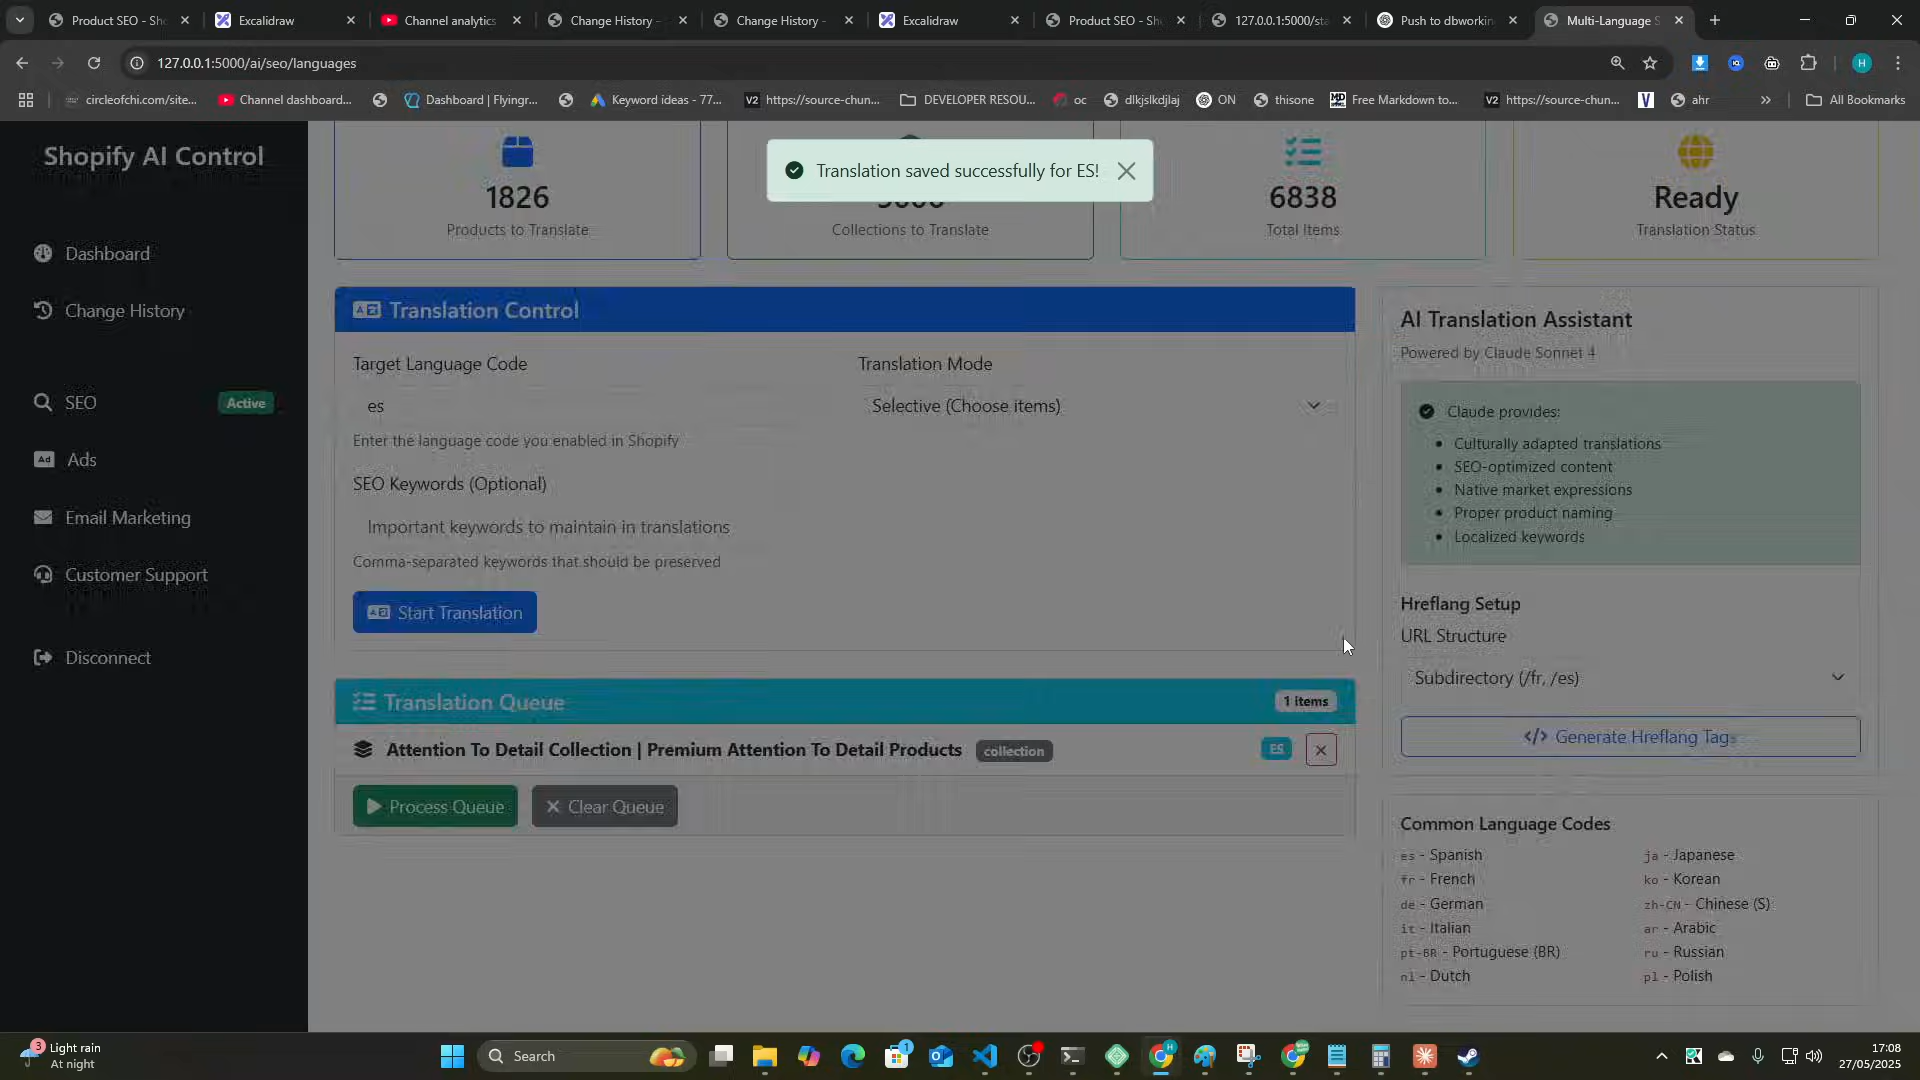 Product SEO - Sho
Excalidraw
Channel analytics
Change History -
Change History -
Excalidraw
Product SEO - Sho
127.0.0.1:5000/sta
Push to dbworkin
Multi-Language S
127.0.0.1:5000/ai/seo/languages
circleofchi.com/site...
Channel dashboard...
Dashboard | Flyingr...
Keyword ideas - 77...
https://source-chun...
DEVELOPER RESOU...
oc
dlkjslkdjlaj
ON
thisone
Free Markdown to...
https://source-chun...
ahr
All Bookmarks
Shopify AI Control
Dashboard
Change History
SEO
Active
Ads
Email Marketing
Customer Support
Disconnect
Translation saved successfully for ES!
1826
Products to Translate
Collections to Translate
6838
Total Items
Ready
Translation Status
Translation Control
Target Language Code
es
Enter the language code you enabled in Shopify
Translation Mode
Selective (Choose items)
SEO Keywords (Optional)
Important keywords to maintain in translations
Comma-separated keywords that should be preserved
Start Translation
Translation Queue
1 items
Attention To Detail Collection | Premium Attention To Detail Products
collection
ES
Process Queue
Clear Queue
AI Translation Assistant
Powered by Claude Sonnet 4
Claude provides:
Culturally adapted translations
SEO-optimized content
Native market expressions
Proper product naming
Localized keywords
Hreflang Setup
URL Structure
Subdirectory (/fr, /es)
</> Generate Hreflang Tags
Common Language Codes
es - Spanish
fr - French
de - German
it - Italian
pt-BR - Portuguese (BR)
nl - Dutch
ja - Japanese
ko - Korean
zh-CN - Chinese (S)
ar - Arabic
ru - Russian
pl - Polish
3
Light rain
At night
Search
1
17:08
27/05/2025